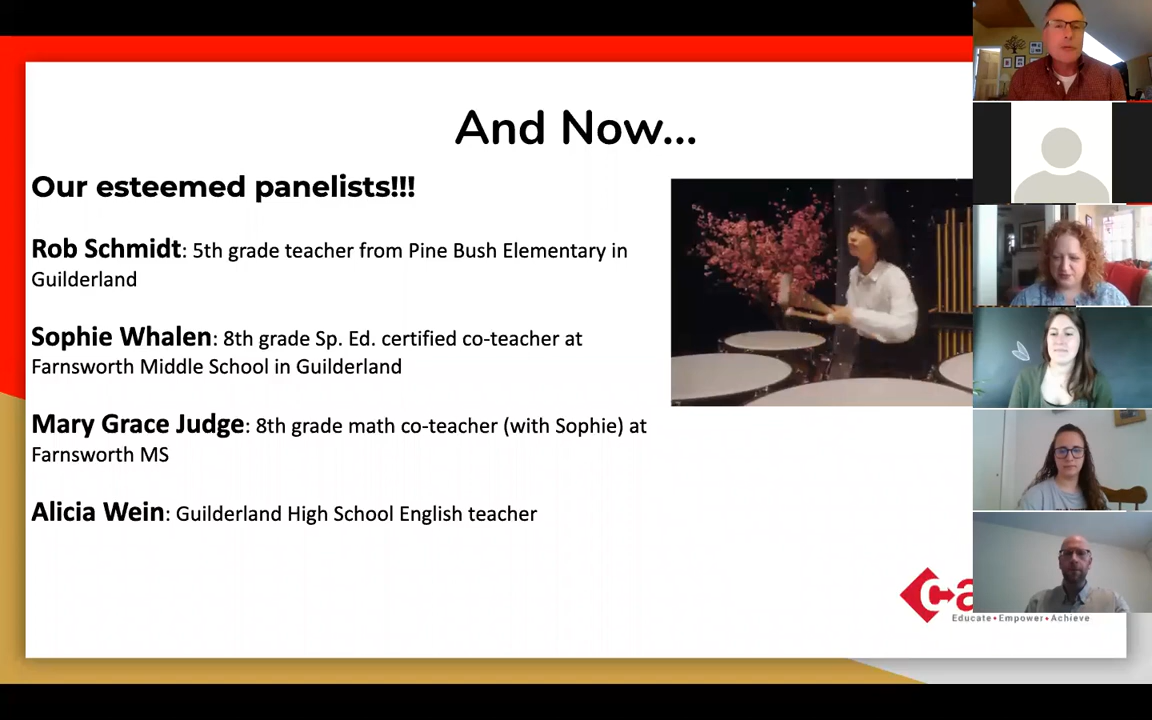 And Now...
Our esteemed panelists!!!
Rob Schmidt: 5th grade teacher from Pine Bush Elementary in
Guilderland
Sophie Whalen: 8th grade Sp. Ed. certified co-teacher at
Farnsworth Middle School in Guilderland
Mary Grace Judge: 8th grade math co-teacher (with Sophie) at
Farnsworth MS
Alicia Wein: Guilderland High School English teacher
ca
Educate•Empower•Achieve